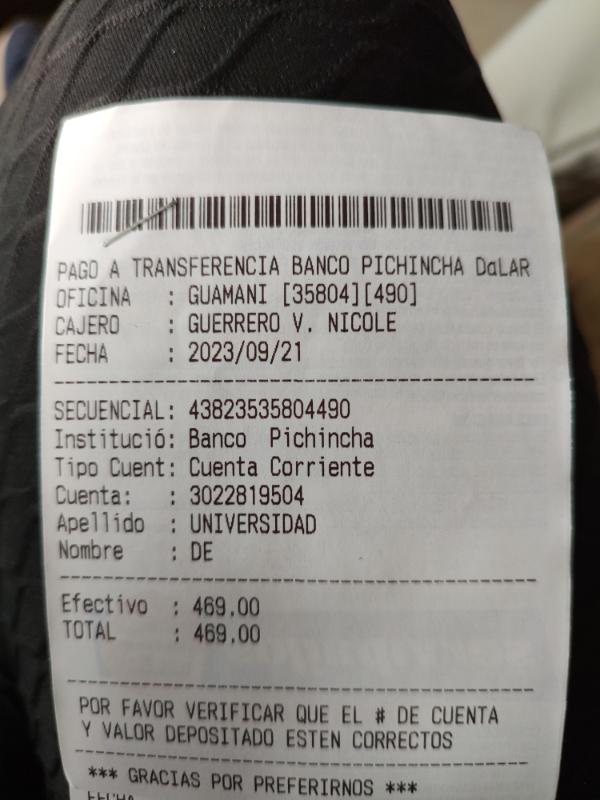 PAGO A TRANSFERENCIA BANCO PICHINCHA DaLAR
OFICINA : GUAMANI [35804][490]
CAJERO : GUERRERO V. NICOLE
FECHA : 2023/09/21
SECUENCIAL: 43823535804490
Institució: Banco Pichincha
Tipo Cuent: Cuenta Corriente
Cuenta: : 3022819504
Apellido : UNIVERSIDAD
Nombre : DE
Efectivo : 469.00
TOTAL : 469.00
POR FAVOR VERIFICAR QUE EL # DE CUENTA
Y VALOR DEPOSITADO ESTEN CORRECTOS
*** GRACIAS POR PREFERIRNOS ***